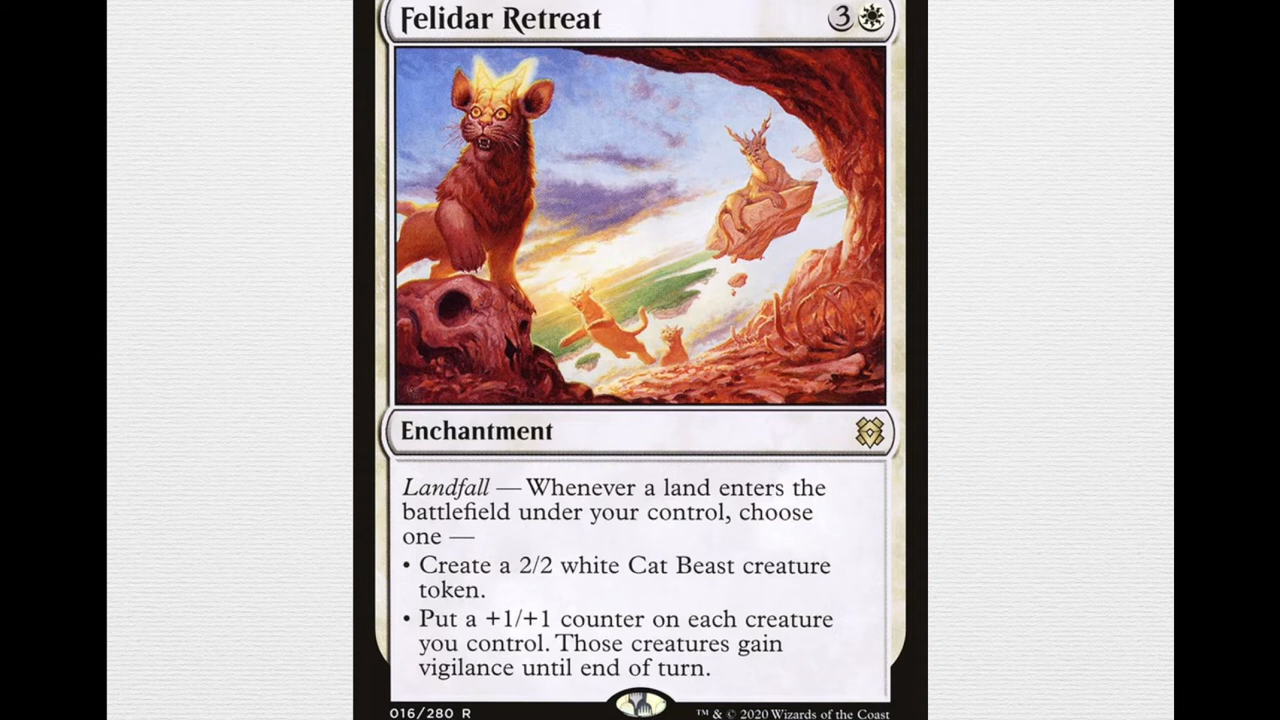 Felidar Retreat 3
Enchantment
Landfall — Whenever a land enters the
battlefield under your control, choose
one —
• Create a 2/2 white Cat Beast creature
token.
• Put a +1/+1 counter on each creature
you control. Those creatures gain
vigilance until end of turn.
016/280 R ™ & © 2020 Wizards of the Coast